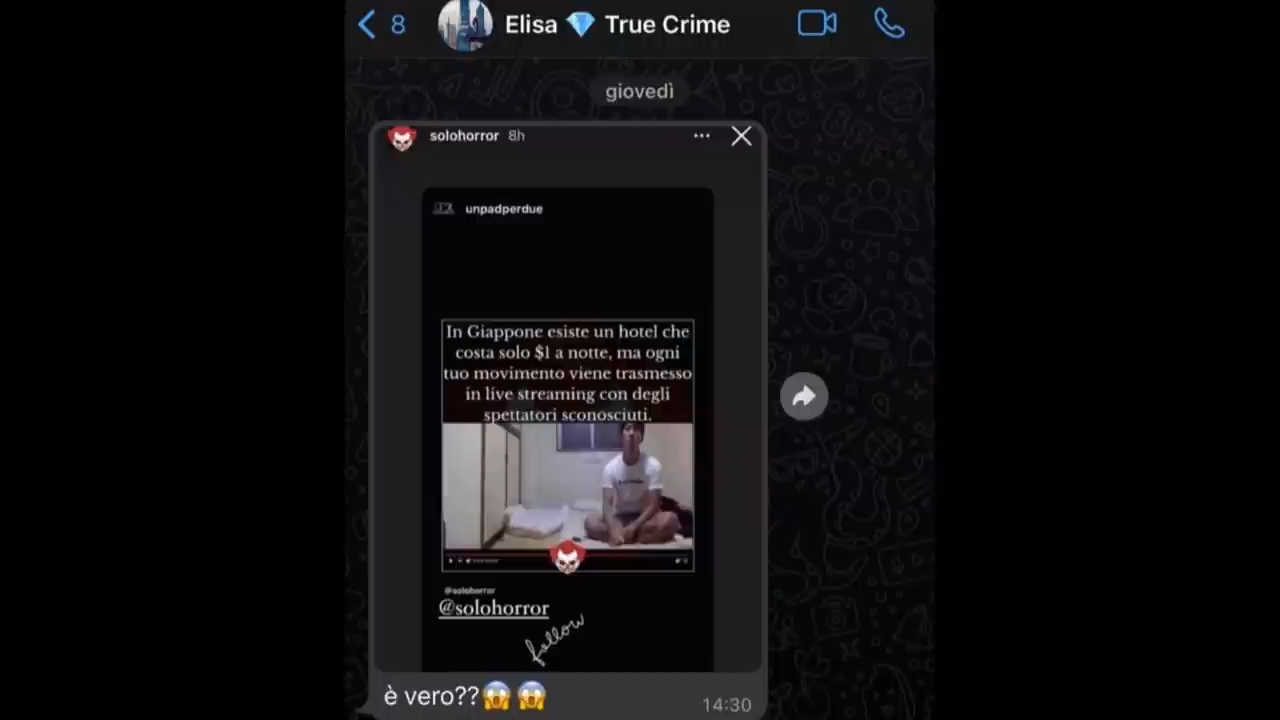 8
Elisa 💎 True Crime
giovedì
solohorror 8h
unpadperdue
In Giappone esiste un hotel che
costa solo $1 a notte, ma ogni
tuo movimento viene trasmesso
in live streaming con degli
spettatori sconosciuti.
@solohorror
@solohorror
follow
è vero??😱😱
14:30